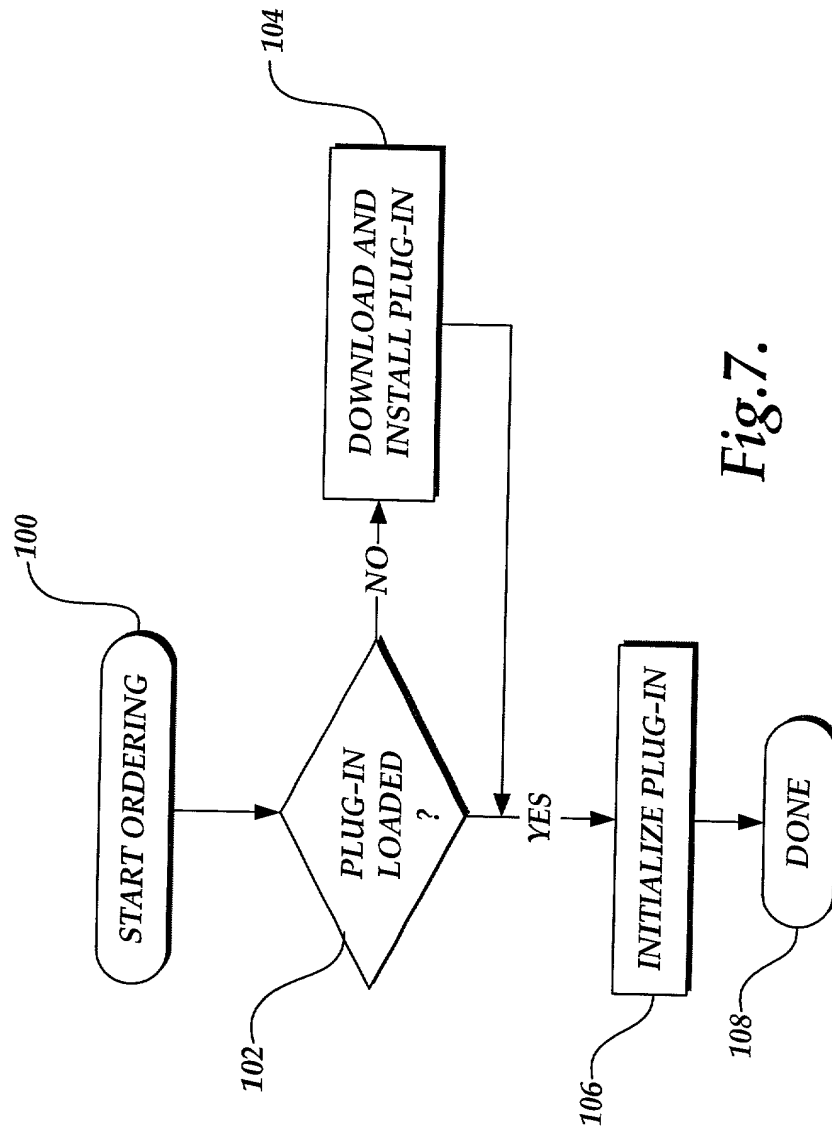 100
START ORDERING
102
PLUG-IN
LOADED
?
NO
104
DOWNLOAD AND
INSTALL PLUG-IN
YES
106
INITIALIZE PLUG-IN
108
DONE
Fig.7.